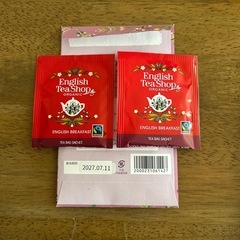 English
Tea Shop
ORGANIC
ENGLISH BREAKFAST
TEA BAG SACHET
English
Tea Shop
ORGANIC
ENGLISH BREAKFAST
TEA BAG SACHET
2027.07.11
2000231061427